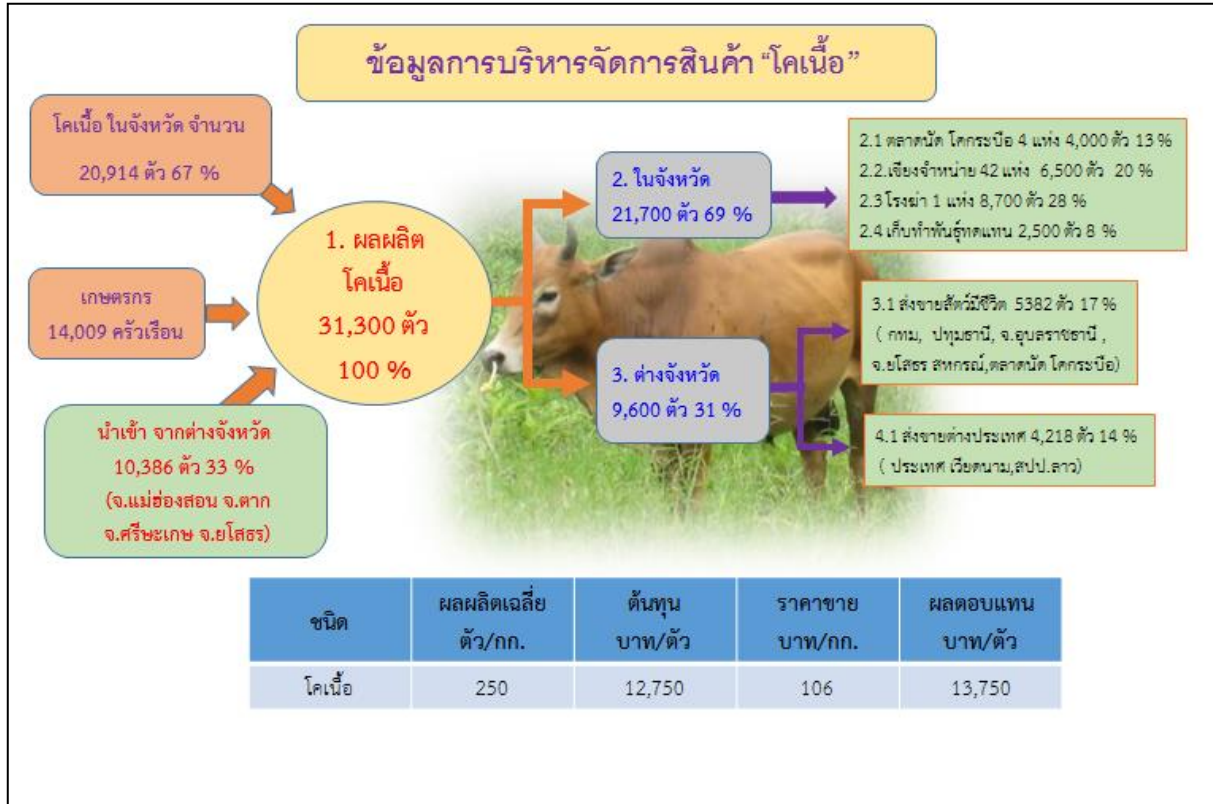 ข้อมูลการบริหารจัดการสินค้า “โคเนื้อ”
โคเนื้อ ในจังหวัด จำนวน
20,914 ตัว 67 %
เกษตรกร
14,009 ครัวเรือน
นำเข้า จากต่างจังหวัด
10,386 ตัว 33 %
(จ.แม่ฮ่องสอน จ.ตาก
จ.ศรีษะเกษ จ.ยโสธร)
1. ผลผลิต
โคเนื้อ
31,300 ตัว
100 %
2. ในจังหวัด
21,700 ตัว 69 %
3. ต่างจังหวัด
9,600 ตัว 31 %
2.1 ตลาดนัด โคกระบือ 4 แห่ง 4,000 ตัว 13 %
2.2.เขียงจำหน่าย 42 แห่ง 6,500 ตัว 20 %
2.3 โรงฆ่า 1 แห่ง 8,700 ตัว 28 %
2.4 เก็บทำพันธุ์ทดแทน 2,500 ตัว 8 %
3.1 ส่งขายสัตว์มีชีวิต 5382 ตัว 17 %
( กทม, ปทุมธานี, จ.อุบลราชธานี ,
จ.ยโสธร สหกรณ์,ตลาดนัด โคกระบือ)
4.1 ส่งขายต่างประเทศ 4,218 ตัว 14 %
( ประเทศ เวียดนาม,สปป.ลาว)
ชนิด ผลผลิตเฉลี่ย ต้นทุน ราคาขาย ผลตอบแทน
ตัว/กก. บาท/ตัว บาท/กก. บาท/ตัว
โคเนื้อ 250 12,750 106 13,750